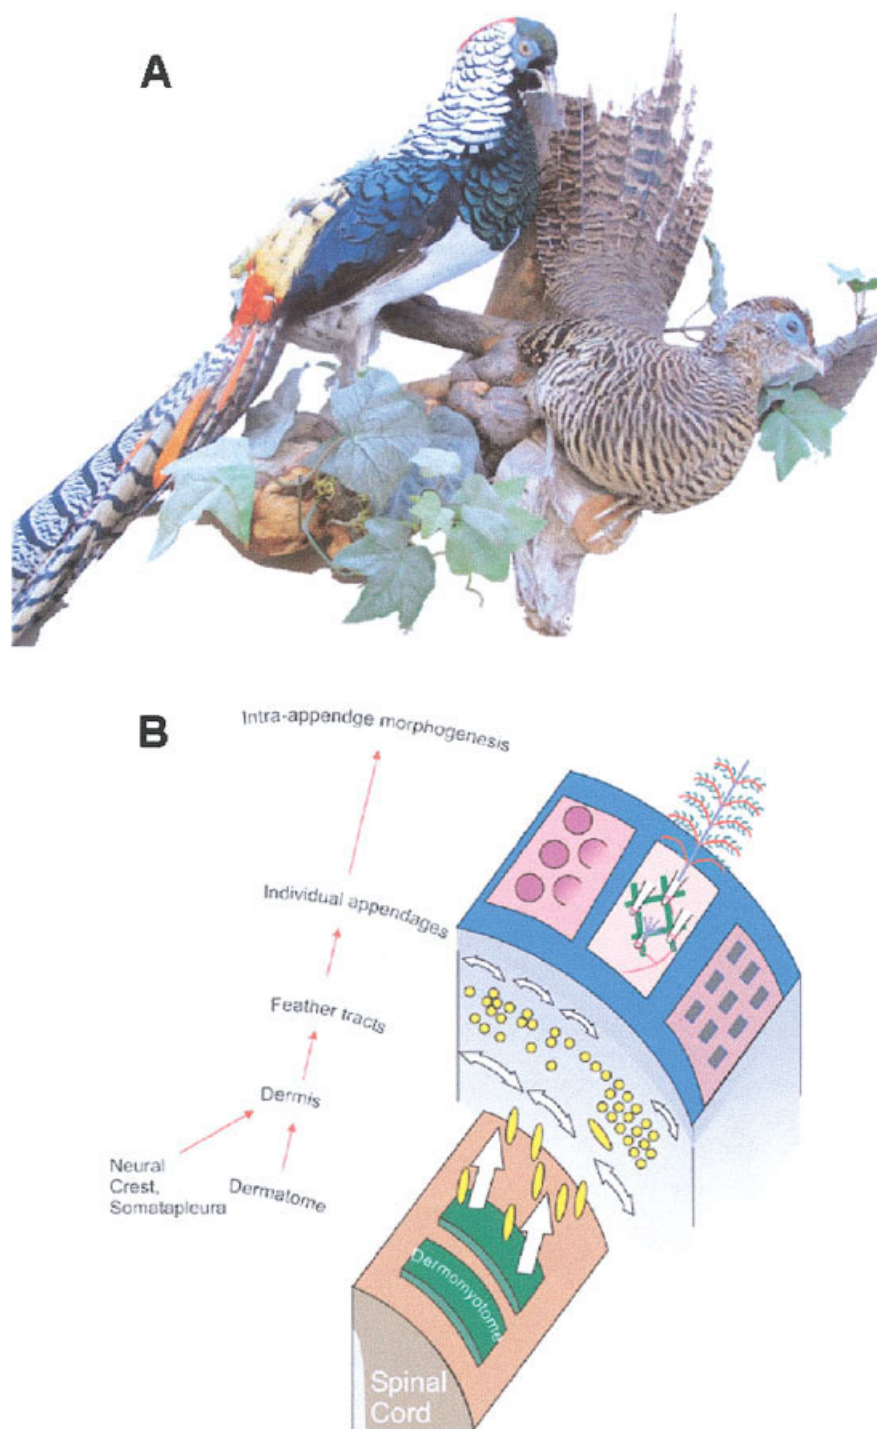 A
B
Intra-appendge morphogenesis
Individual appendages
Feather tracts
Dermis
Neural
Crest,
Somatapleura
Dermatome
Dermomyotome
Spinal
Cord